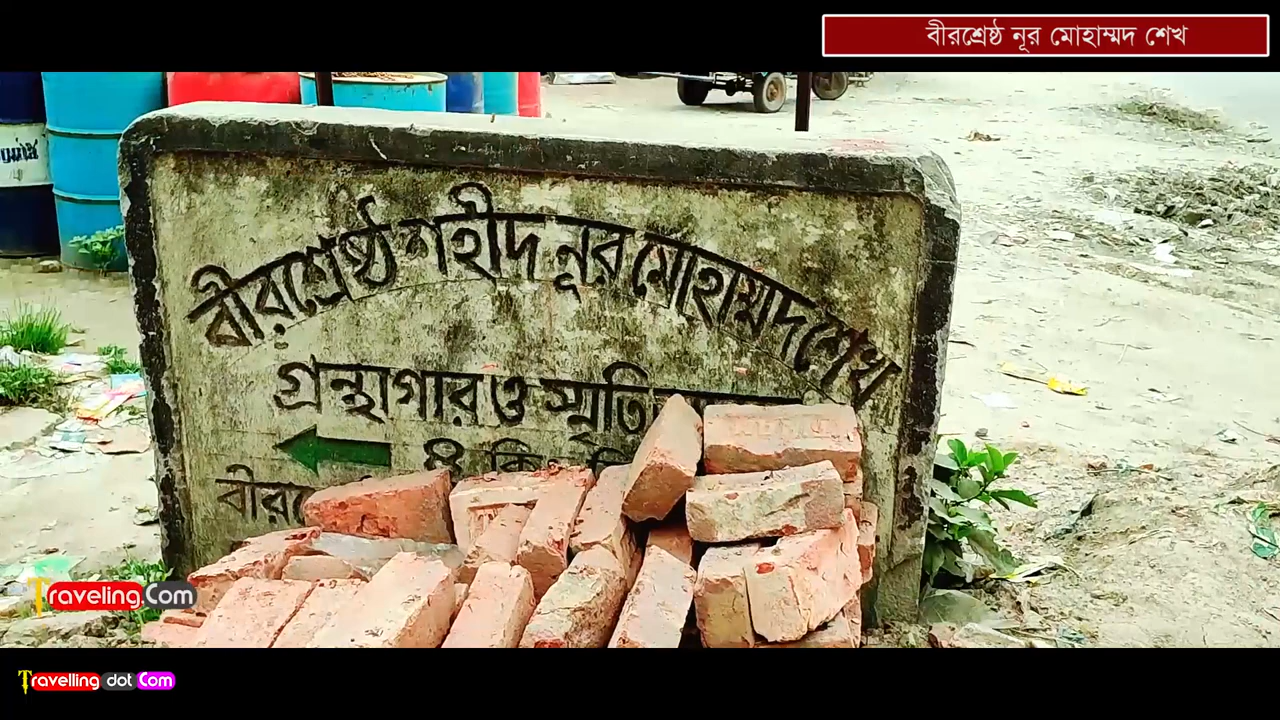 বীরশ্রেষ্ঠ নূর মোহাম্মদ শেখ
বীরশ্রেষ্ঠ শহীদ নূর মোহাম্মদ শেখ
গ্রন্থাগার ও স্মৃতি
৪ কিঃ
Traveling.Com
Travelling dot Com